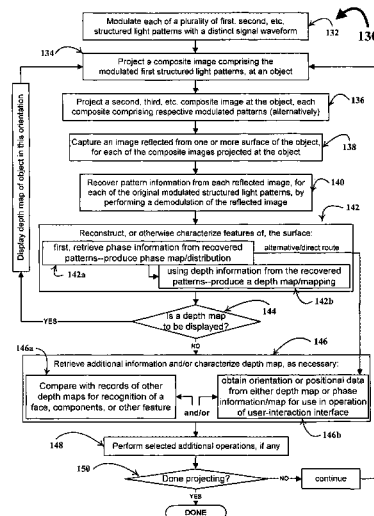 Modulate each of a plurality of first, second, etc,
structured light patterns with a distinct signal waveform
132
130
134
Project a composite image comprising the
modulated first structured light patterns, at an object
Project a second, third, etc. composite image at the object, each
composite comprising respective modulated patterns (alternatively)
136
Capture an image reflected from one or more surface of the object,
for each of the composite images projected at the object
138
Recover pattern information from each reflected image, for
each of the original modulated structured light patterns, by
performing a demodulation of the reflected image
140
142
Reconstruct, or otherwise characterize features of, the surface:
first, retrieve phase information from recovered
patterns--produce phase map/distribution
alternative/direct route
142a
using depth information from the recovered
patterns--produce a depth map/mapping
142b
Display depth map of object in this orientation
YES
Is a depth map
to be displayed?
144
NO
146
146a
Retrieve additional information and/or characterize depth map, as necessary:
Compare with records of other
depth maps for recognition of a
face, components, or other feature
and/or
obtain orientation or positional data
from either depth map or phase
information/map for use in operation
of user-interaction interface
146b
148
Perform selected additional operations, if any
150
Done projecting?
NO
continue
YES
DONE